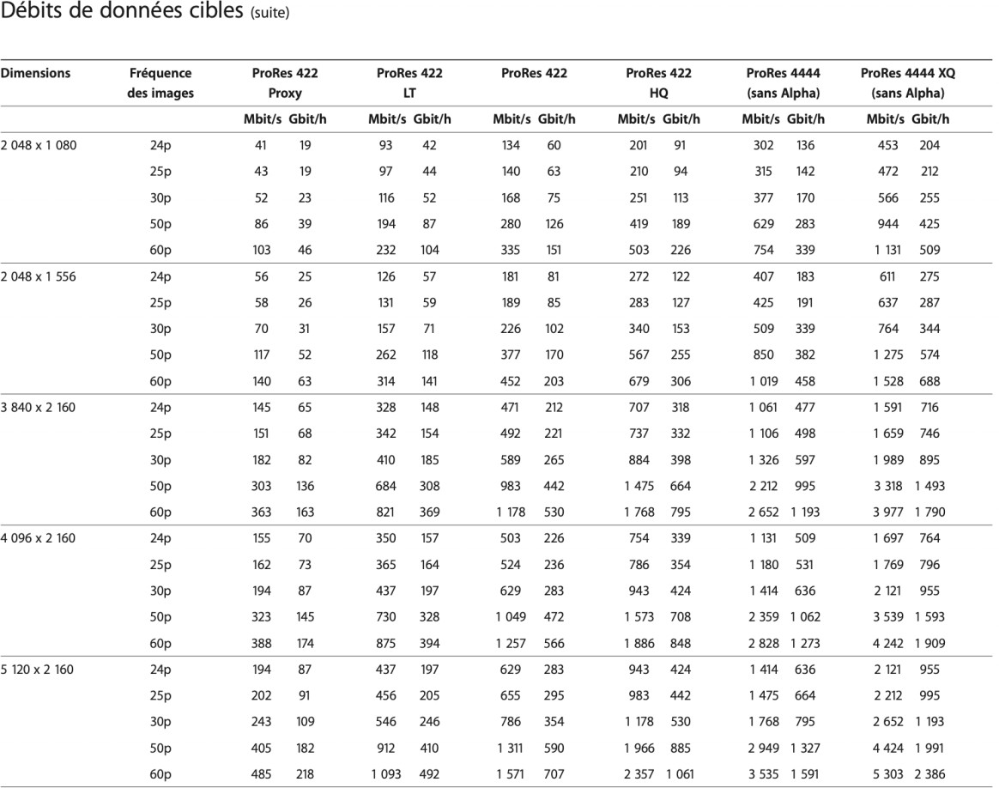 Débits de données cibles (suite)
Dimensions Fréquence ProRes 422 ProRes 422 ProRes 422 ProRes 422 ProRes 4444 ProRes 4444 XQ
des images Proxy LT HQ (sans Alpha) (sans Alpha)
Mbit/s Gbit/h Mbit/s Gbit/h Mbit/s Gbit/h Mbit/s Gbit/h Mbit/s Gbit/h Mbit/s Gbit/h
2 048 x 1 080 24p 41 19 93 42 134 60 201 91 302 136 453 204
25p 43 19 97 44 140 63 210 94 315 142 472 212
30p 52 23 116 52 168 75 251 113 377 170 566 255
50p 86 39 194 87 280 126 419 189 629 283 944 425
60p 103 46 232 104 335 151 503 226 754 339 1 131 509
2 048 x 1 556 24p 56 25 126 57 181 81 272 122 407 183 611 275
25p 58 26 131 59 189 85 283 127 425 191 637 287
30p 70 31 157 71 226 102 340 153 509 339 764 344
50p 117 52 262 118 377 170 567 255 850 382 1 275 574
60p 140 63 314 141 452 203 679 306 1 019 458 1 528 688
3 840 x 2 160 24p 145 65 328 148 471 212 707 318 1 061 477 1 591 716
25p 151 68 342 154 492 221 737 332 1 106 498 1 659 746
30p 182 82 410 185 589 265 884 398 1 326 597 1 989 895
50p 303 136 684 308 983 442 1 475 664 2 212 995 3 318 1 493
60p 363 163 821 369 1 178 530 1 768 795 2 652 1 193 3 977 1 790
4 096 x 2 160 24p 155 70 350 157 503 226 754 339 1 131 509 1 697 764
25p 162 73 365 164 524 236 786 354 1 180 531 1 769 796
30p 194 87 437 197 629 283 943 424 1 414 636 2 121 955
50p 323 145 730 328 1 049 472 1 573 708 2 359 1 062 3 539 1 593
60p 388 174 875 394 1 257 566 1 886 848 2 828 1 273 4 242 1 909
5 120 x 2 160 24p 194 87 437 197 629 283 943 424 1 414 636 2 121 955
25p 202 91 456 205 655 295 983 442 1 475 664 2 212 995
30p 243 109 546 246 786 354 1 178 530 1 768 795 2 652 1 193
50p 405 182 912 410 1 311 590 1 966 885 2 949 1 327 4 424 1 991
60p 485 218 1 093 492 1 571 707 2 357 1 061 3 535 1 591 5 303 2 386